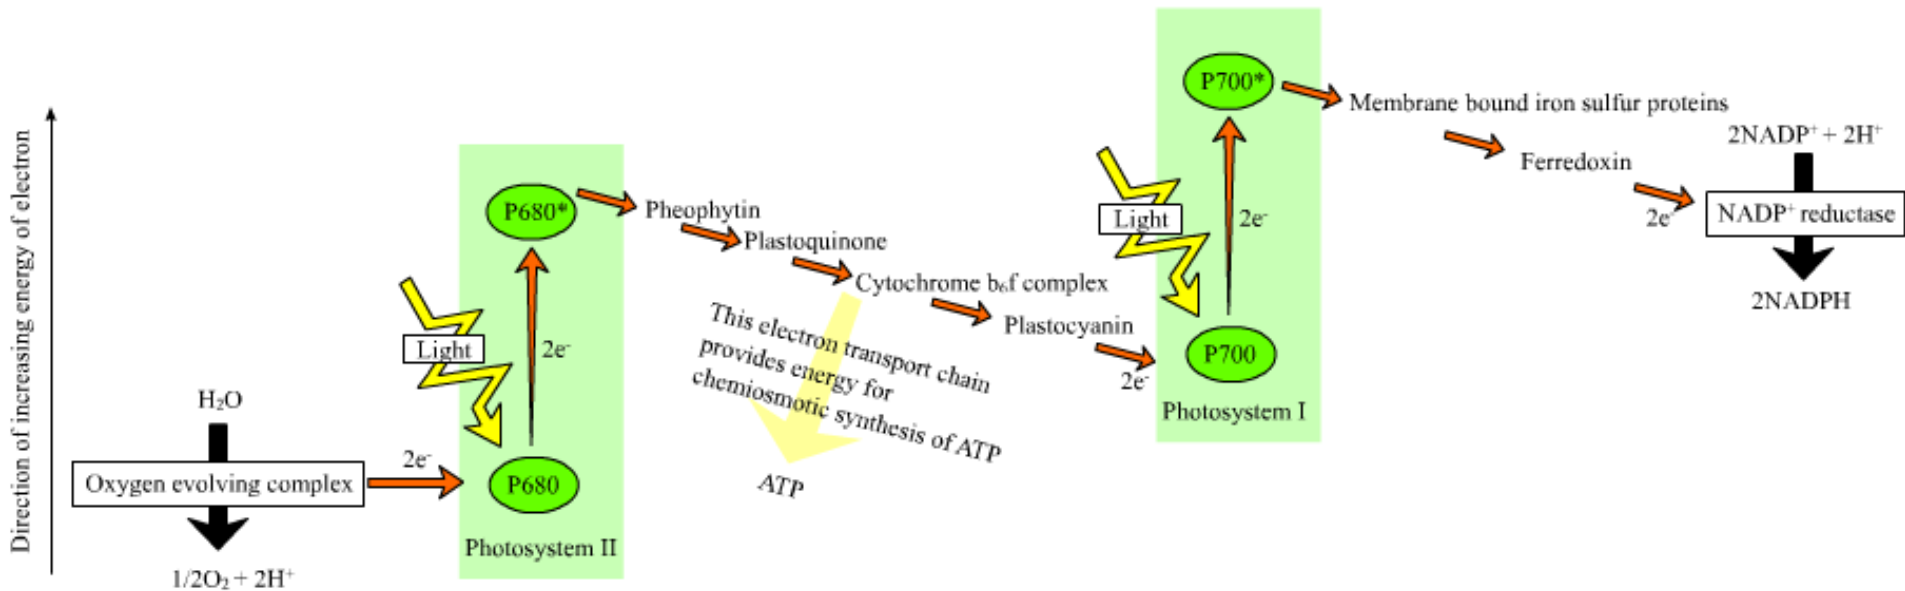 Direction of increasing energy of electron
H₂O
Oxygen evolving complex
1/2O₂ + 2H⁺
2e⁻
Light
P680*
2e⁻
P680
Photosystem II
Pheophytin
Plastoquinone
Cytochrome b₆f complex
Plastocyanin
2e⁻
This electron transport chain
provides energy for
chemiosmotic synthesis of ATP
ATP
Light
P700*
2e⁻
P700
Photosystem I
Membrane bound iron sulfur proteins
Ferredoxin
2e⁻
2NADP⁺ + 2H⁺
NADP⁺ reductase
2NADPH